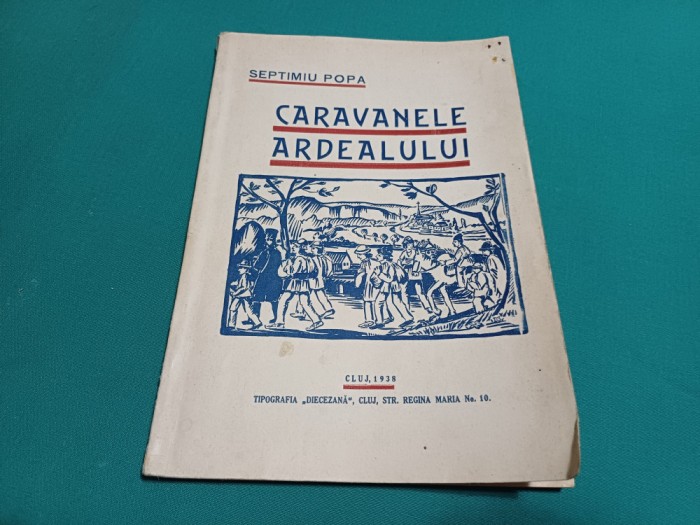 SEPTIMIU POPA
CARAVANELE
ARDEALULUI
CLUJ, 1938
TIPOGRAFIA „DIECEZANĂ", CLUJ, STR. REGINA MARIA No. 10.